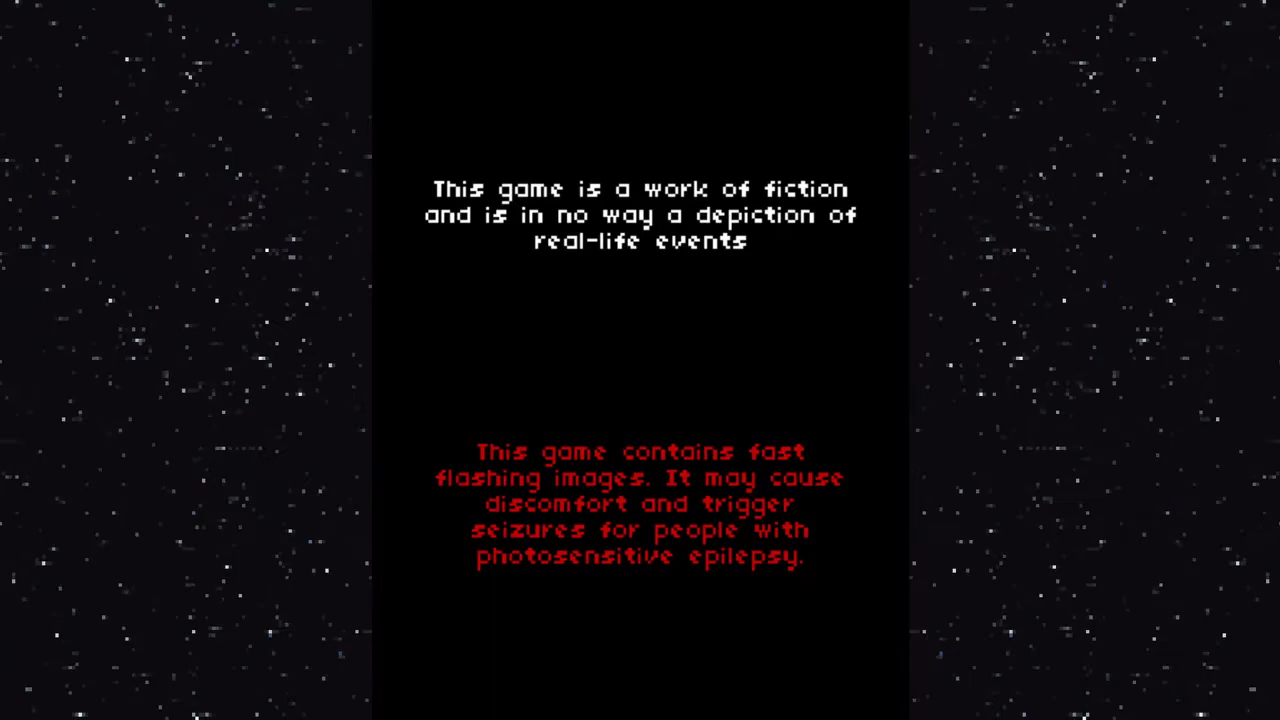 This game is a work of fiction
and is in no way a depiction of
real-life events
This game contains fast
flashing images. It may cause
discomfort and trigger
seizures for people with
photosensitive epilepsy.